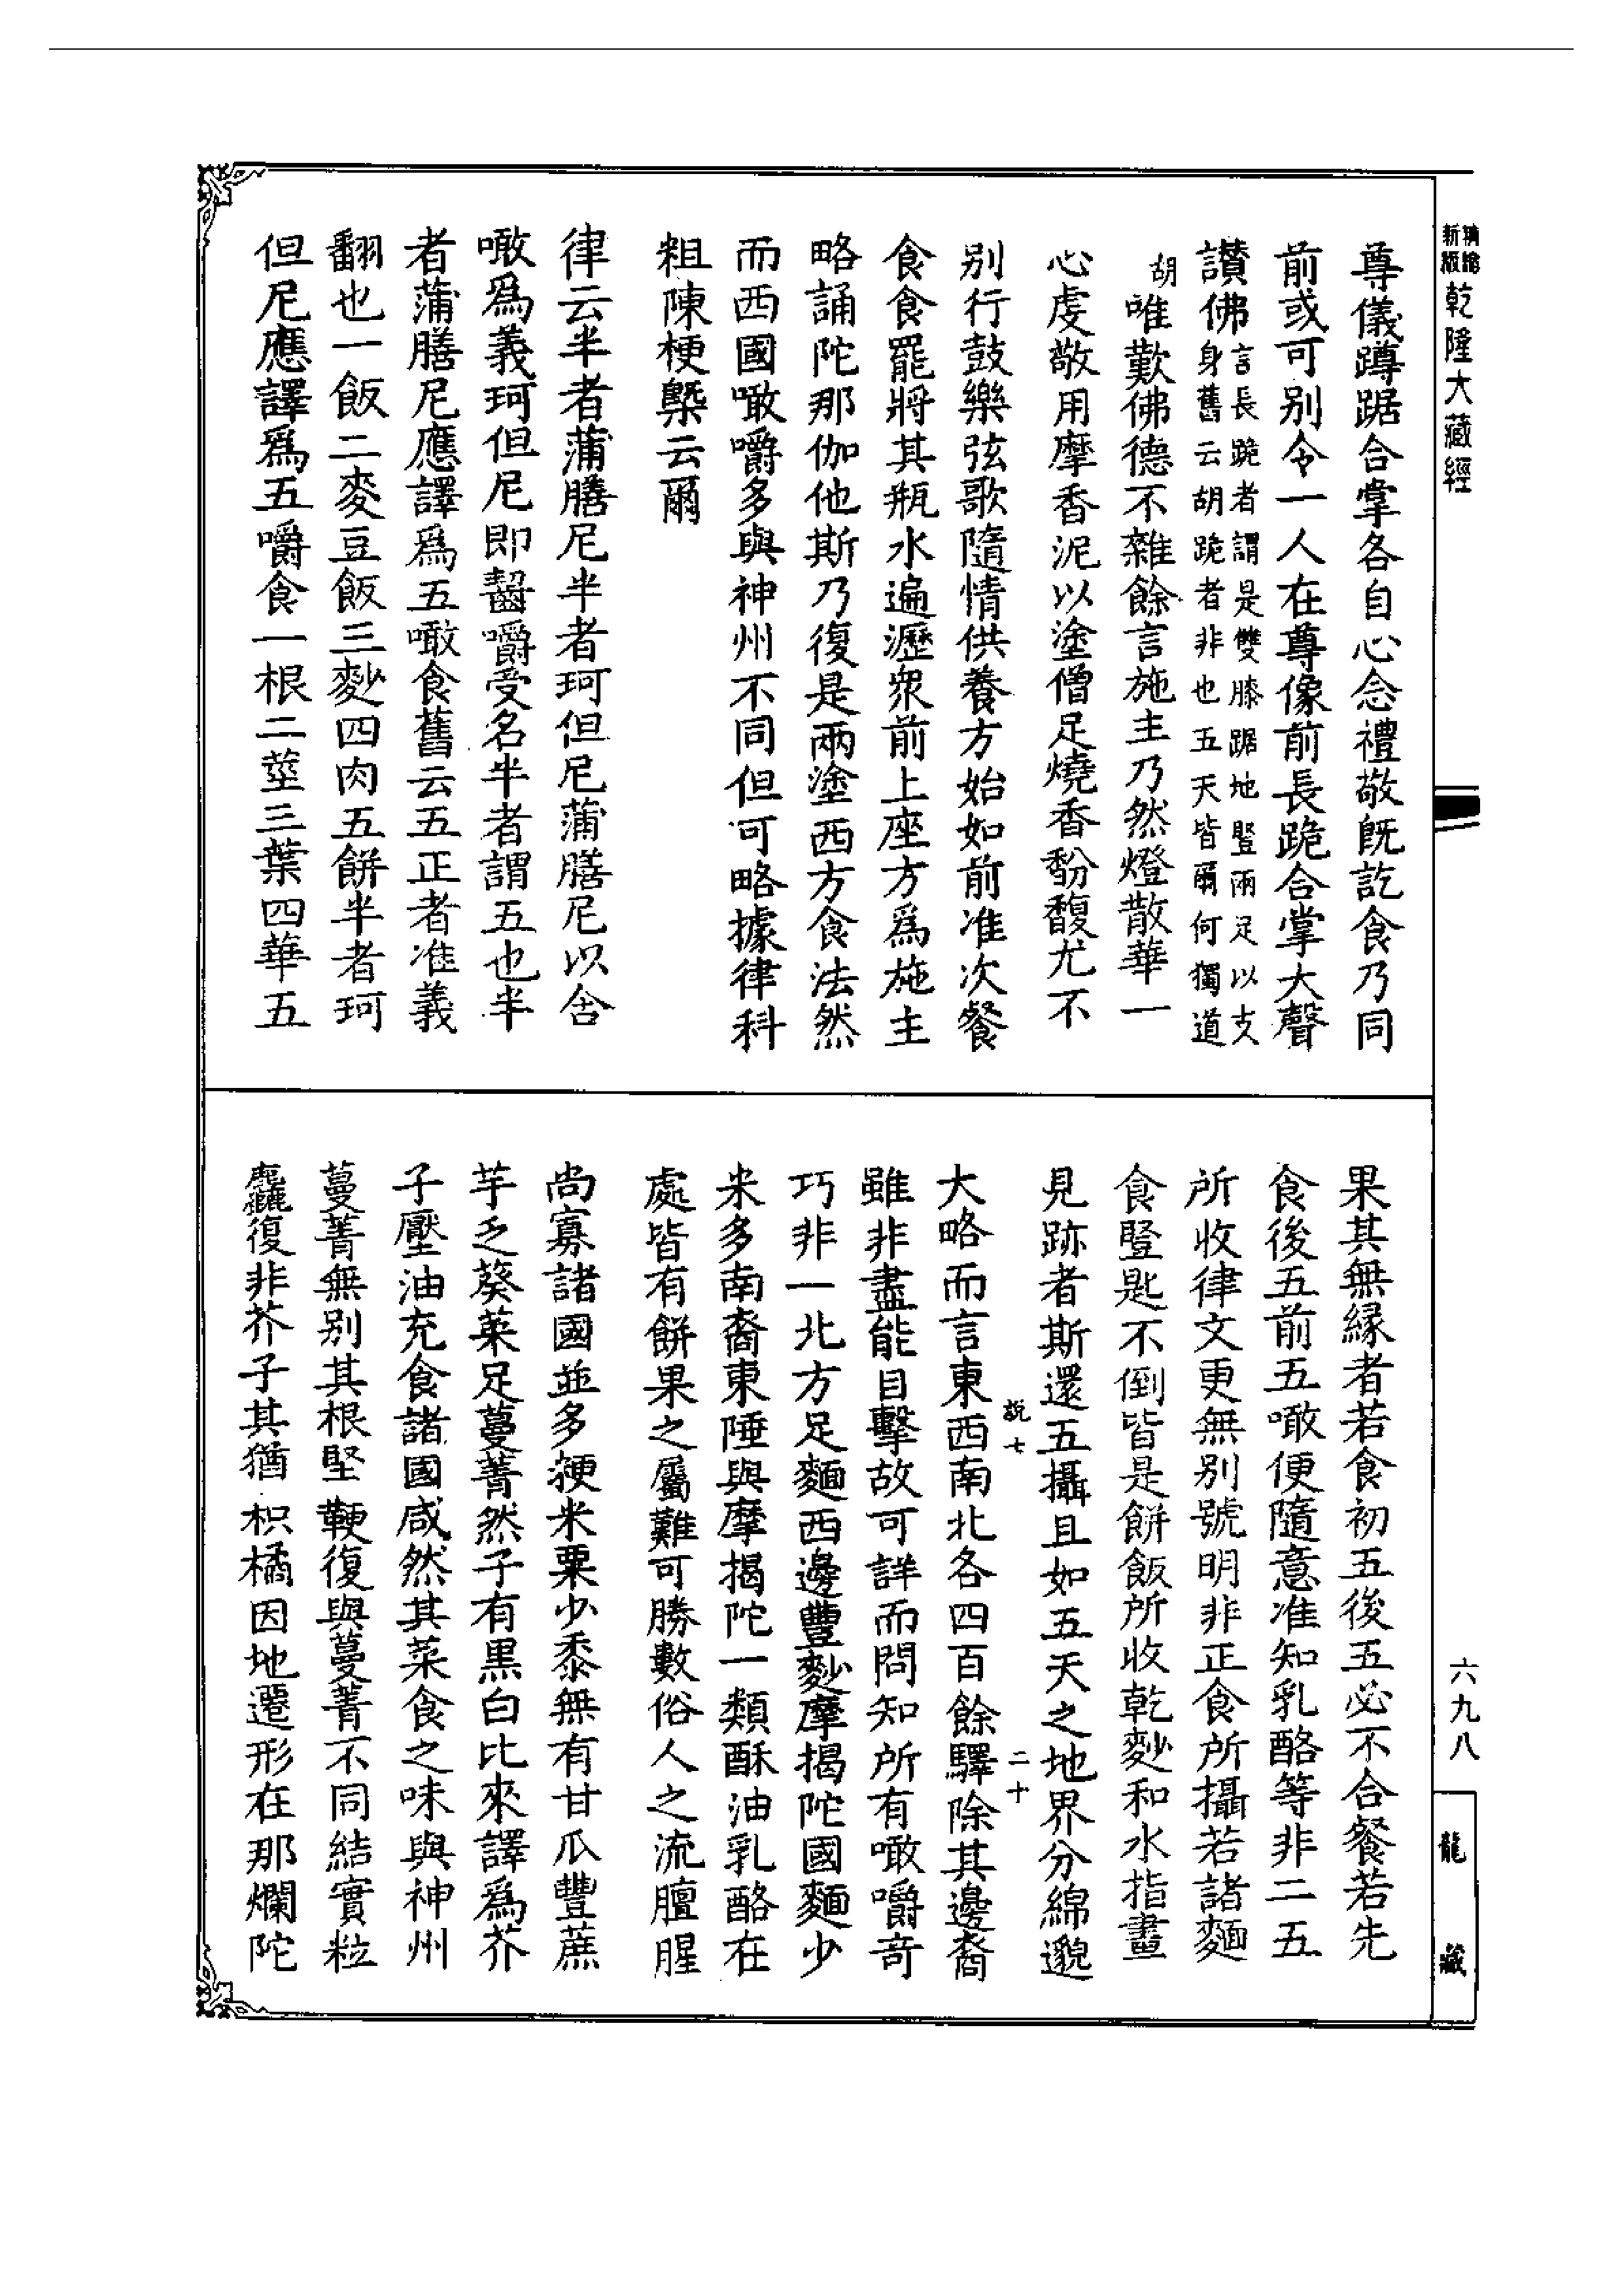 乾隆大藏經
尊儀蹲踞合掌各自心念禮敬旣訖食乃同
前或可别令一人在尊像前長跪合掌大聲
讃佛言長跪者謂是雙膝踞地豎兩足以支
身舊云胡跪者非也五天皆爾何獨道
胡唯歎佛德不雜餘言施主乃然燈散華一
心虔敬用摩香泥以塗僧足燒香馚馥尤不
别行鼓樂弦歌隨情供養方始如前准次餐
食食罷將其瓶水遍瀝衆前上座方爲施主
略誦陀那伽他斯乃復是兩塗西方食法然
而西國噉嚼多與神州不同但可略據律科
粗陳梗槩云爾
律云半者蒲膳尼半者珂但尼蒲膳尼以含
噉爲義珂但尼即齧嚼受名半者謂五也半
者蒲膳尼應譯爲五噉食舊云五正者准義
翻也一飯二麥豆飯三麨四肉五餅半者珂
但尼應譯爲五嚼食一根二莖三葉四華五
果其無緣者若食初五後五必不合餐若先
食後五前五噉便隨意准知乳酪等非二五
所收律文更無别號明非正食所攝若諸麵
食豎匙不倒皆是餅飯所收乾麨和水指畫
見跡者斯還五攝且如五天之地界分綿邈
說七 二十
大略而言東西南北各四百餘驛除其邊裔
雖非盡能目擊故可詳而問知所有噉嚼奇
巧非一北方足麵西邊豐麨摩揭陀國麵少
米多南裔東陲與摩揭陀一類酥油乳酪在
處皆有餅果之屬難可勝數俗人之流膻腥
尚寡諸國並多粳米粟少黍無有甘瓜豐蔗
芋乏葵菜足蔓菁然子有黒白比來譯爲芥
子壓油充食諸國咸然其菜食之味與神州
蔓菁無别其根堅鞕復與蔓菁不同結實粒
麤復非芥子其猶枳橘因地遷形在那爛陀
六九八
龍藏